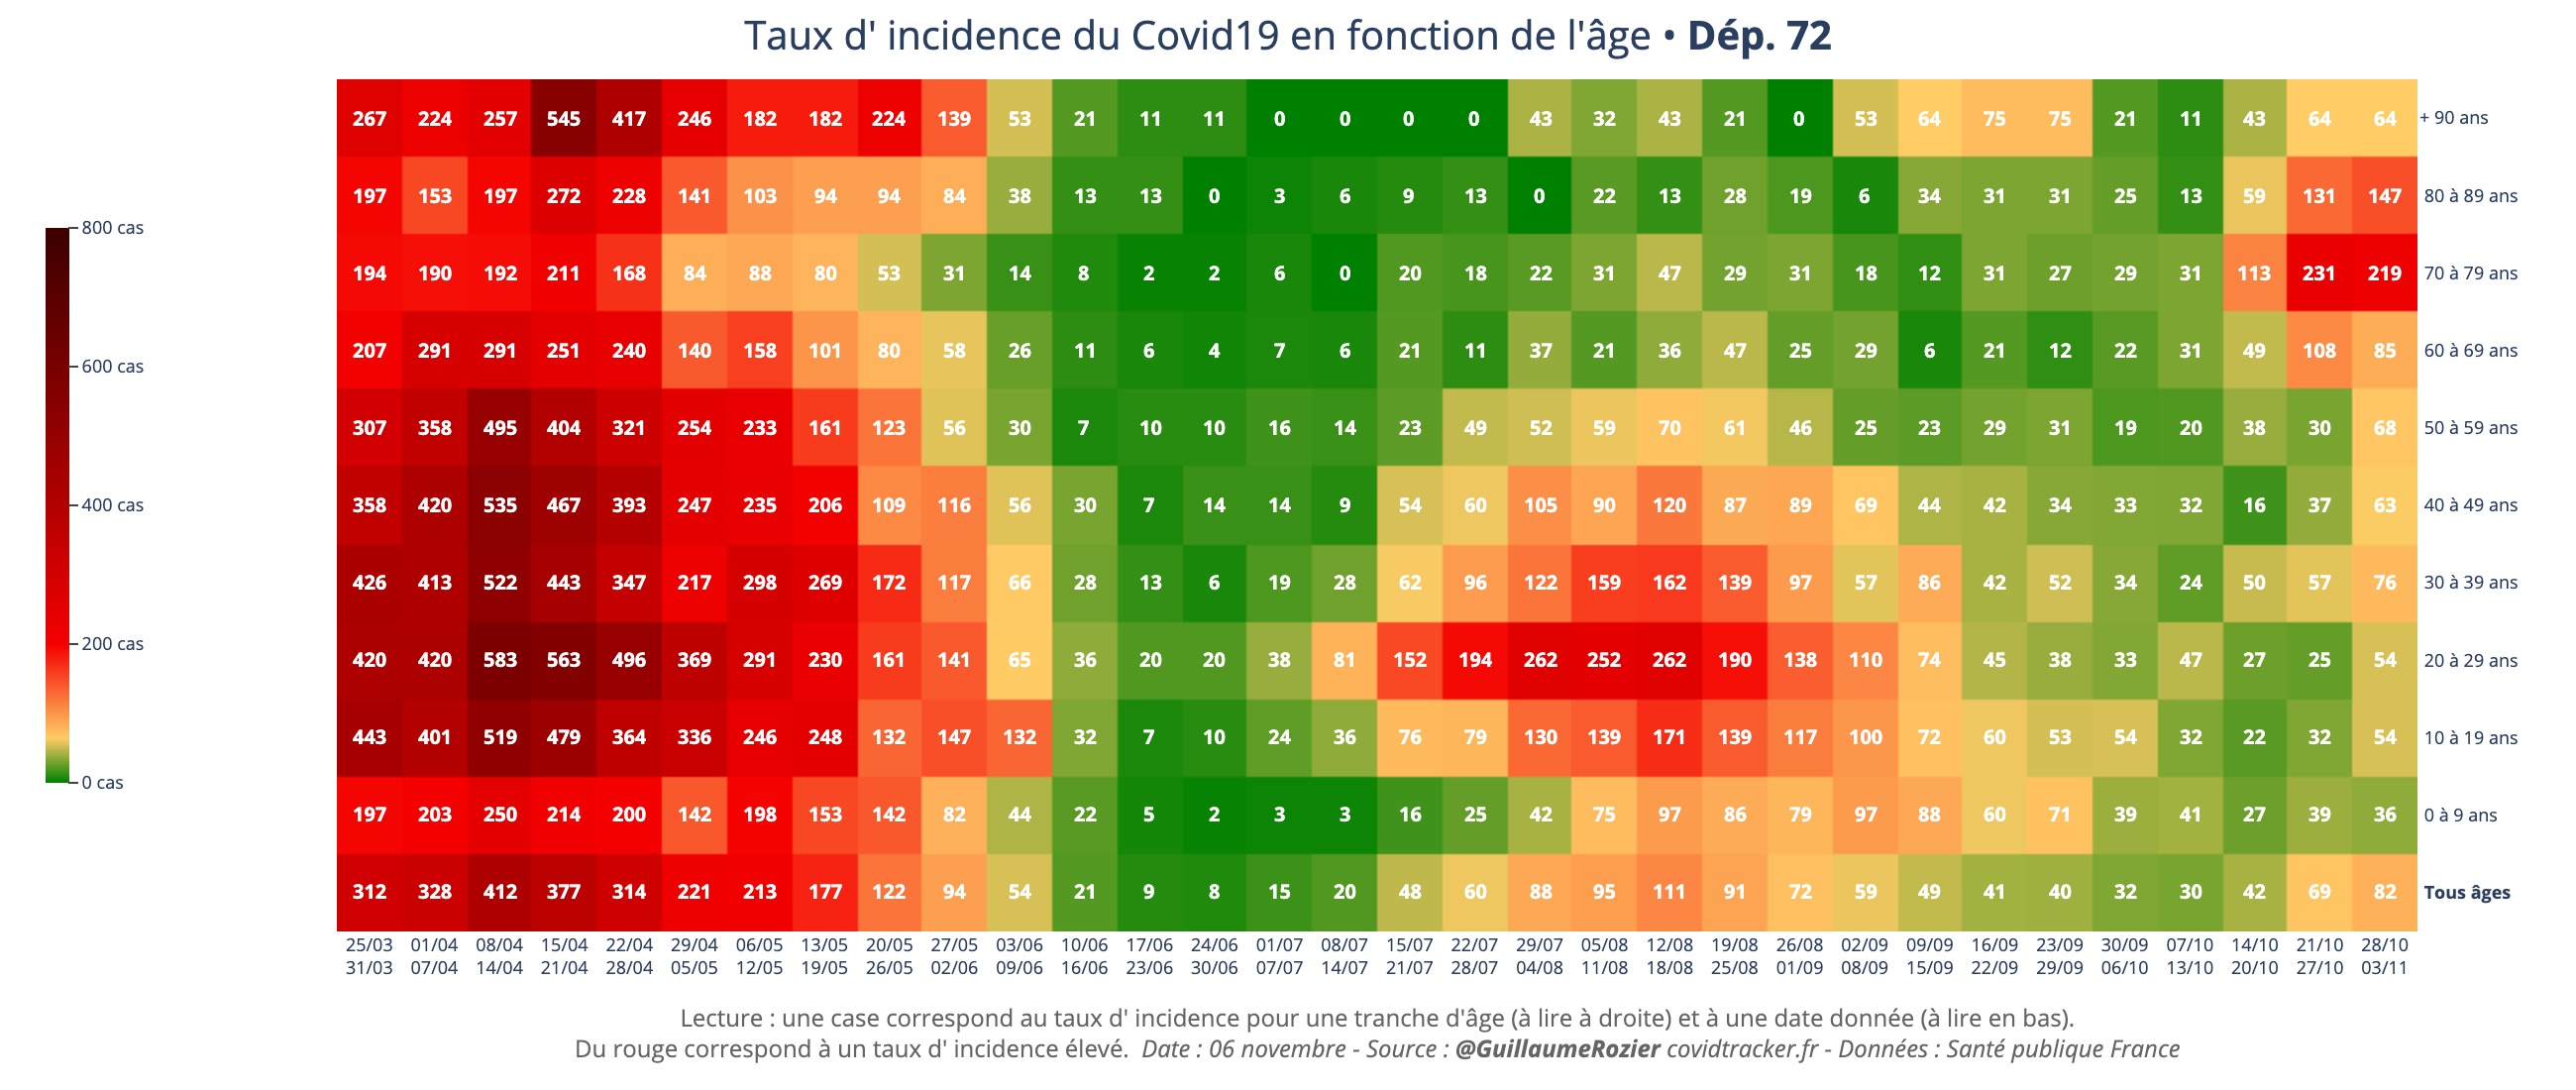 Taux d' incidence du Covid19 en fonction de l'âge • Dép. 72
800 cas
600 cas
400 cas
200 cas
0 cas
267 224 257 545 417 246 182 182 224 139 53 21 11 11 0 0 0 0 43 32 43 21 0 53 64 75 75 21 11 43 64 64 + 90 ans
197 153 197 272 228 141 103 94 94 84 38 13 13 0 3 6 9 13 0 22 13 28 19 6 34 31 31 25 13 59 131 147 80 à 89 ans
194 190 192 211 168 84 88 80 53 31 14 8 2 2 6 0 20 18 22 31 47 29 31 18 12 31 27 29 31 113 231 219 70 à 79 ans
207 291 291 251 240 140 158 101 80 58 26 11 6 4 7 6 21 11 37 21 36 47 25 29 6 21 12 22 31 49 108 85 60 à 69 ans
307 358 495 404 321 254 233 161 123 56 30 7 10 10 16 14 23 49 52 59 70 61 46 25 23 29 31 19 20 38 30 68 50 à 59 ans
358 420 535 467 393 247 235 206 109 116 56 30 7 14 14 9 54 60 105 90 120 87 89 69 44 42 34 33 32 16 37 63 40 à 49 ans
426 413 522 443 347 217 298 269 172 117 66 28 13 6 19 28 62 96 122 159 162 139 97 57 86 42 52 34 24 50 57 76 30 à 39 ans
420 420 583 563 496 369 291 230 161 141 65 36 20 20 38 81 152 194 262 252 262 190 138 110 74 45 38 33 47 27 25 54 20 à 29 ans
443 401 519 479 364 336 246 248 132 147 132 32 7 10 24 36 76 79 130 139 171 139 117 100 72 60 53 54 32 22 32 54 10 à 19 ans
197 203 250 214 200 142 198 153 142 82 44 22 5 2 3 3 16 25 42 75 97 86 79 97 88 60 71 39 41 27 39 36 0 à 9 ans
312 328 412 377 314 221 213 177 122 94 54 21 9 8 15 20 48 60 88 95 111 91 72 59 49 41 40 32 30 42 69 82 Tous âges
25/03 01/04 08/04 15/04 22/04 29/04 06/05 13/05 20/05 27/05 03/06 10/06 17/06 24/06 01/07 08/07 15/07 22/07 29/07 05/08 12/08 19/08 26/08 02/09 09/09 16/09 23/09 30/09 07/10 14/10 21/10 28/10
31/03 07/04 14/04 21/04 28/04 05/05 12/05 19/05 26/05 02/06 09/06 16/06 23/06 30/06 07/07 14/07 21/07 28/07 04/08 11/08 18/08 25/08 01/09 08/09 15/09 22/09 29/09 06/10 13/10 20/10 27/10 03/11
Lecture : une case correspond au taux d' incidence pour une tranche d'âge (à lire à droite) et à une date donnée (à lire en bas).
Du rouge correspond à un taux d' incidence élevé. Date : 06 novembre - Source : @GuillaumeRozier covidtracker.fr - Données : Santé publique France